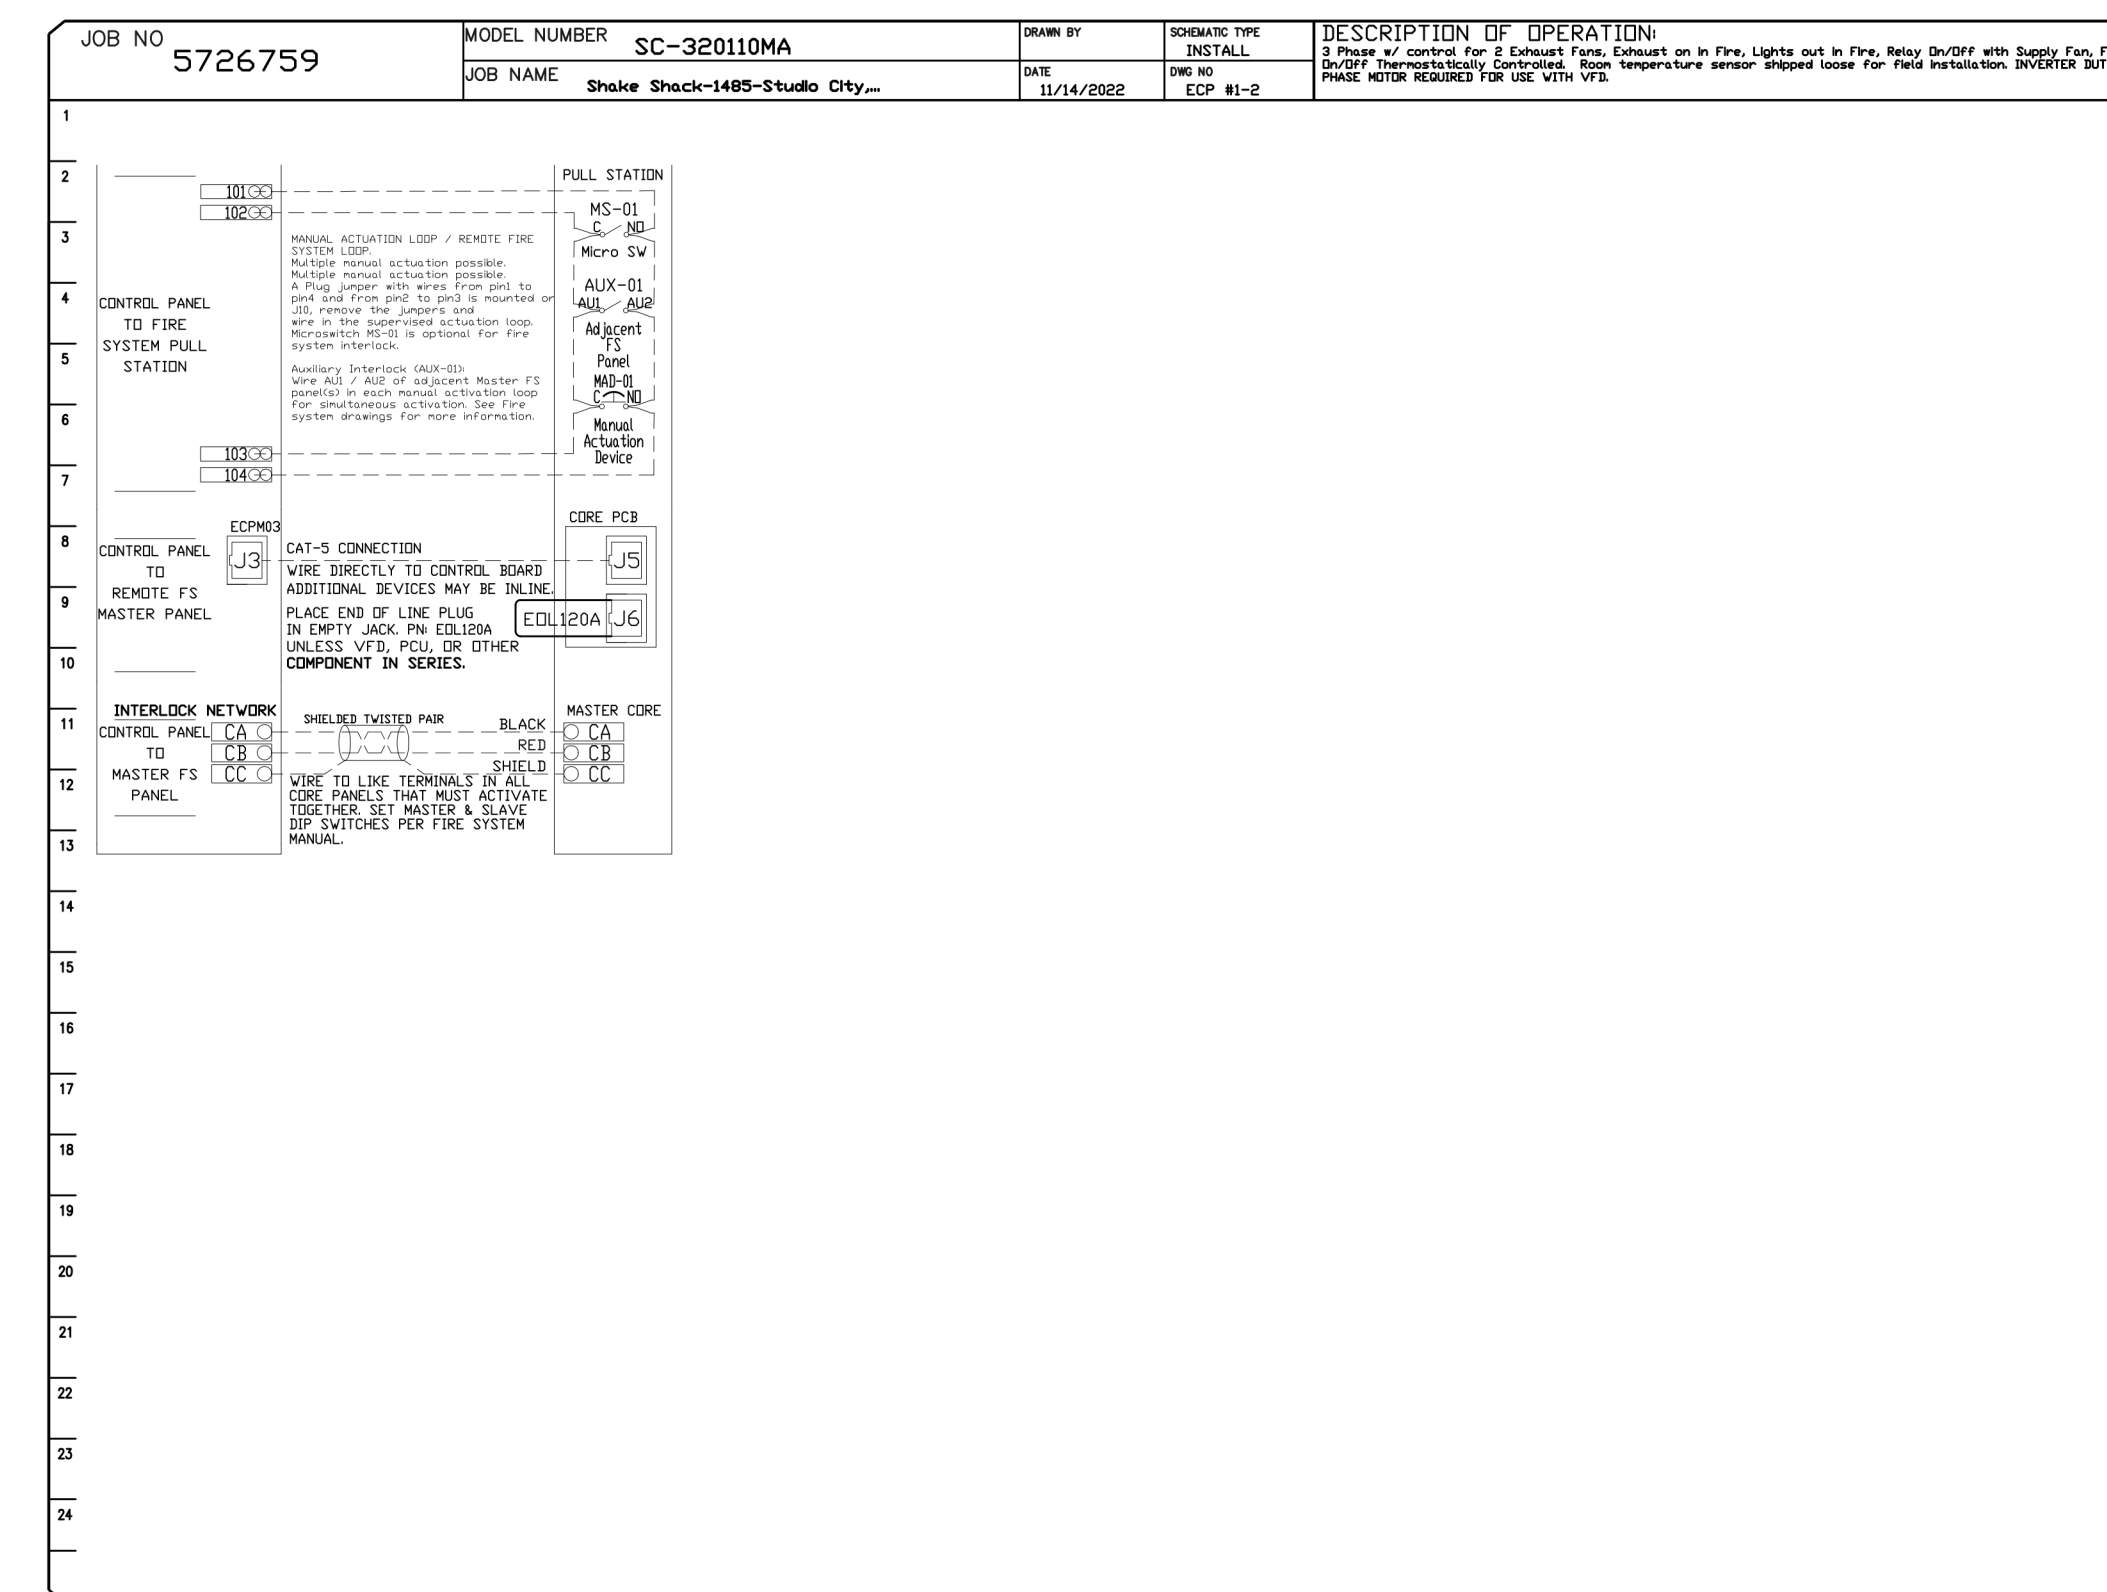 JOB NO
5726759
MODEL NUMBER
SC-320110MA
JOB NAME
Shake Shack-1485-Studio City,...
DRAWN BY
DATE
11/14/2022
SCHEMATIC TYPE
INSTALL
DWG NO
ECP #1-2
DESCRIPTION OF OPERATION:
3 Phase w/ control for 2 Exhaust Fans, Exhaust on in Fire, Lights out in Fire, Relay On/Off with Supply Fan,
On/Off Thermostatically Controlled. Room temperature sensor shipped loose for field installation. INVERTER
PHASE MOTOR REQUIRED FOR USE WITH VFD.
1
2
3
4
5
6
7
8
9
10
11
12
13
14
15
16
17
18
19
20
21
22
23
24
CONTROL PANEL
TO FIRE
SYSTEM PULL
STATION
101
102
103
104
MANUAL ACTUATION LOOP / REMOTE FIRE
SYSTEM LOOP.
Multiple manual actuation possible.
Multiple manual actuation possible.
A Plug jumper with wires from pin1 to
pin4 and from pin2 to pin3 is mounted on
J10, remove the jumpers and
wire in the supervised actuation loop.
Microswitch MS-01 is optional for fire
system interlock.
Auxiliary Interlock (AUX-01):
Wire AU1 / AU2 of adjacent Master FS
panel(s) in each manual activation loop
for simultaneous activation. See Fire
system drawings for more information.
PULL STATION
MS-01
C NO
Micro SW
AUX-01
AU1 AU2
Adjacent
FS
Panel
MAD-01
C NO
Manual
Actuation
Device
CONTROL PANEL
TO
REMOTE FS
MASTER PANEL
ECPM03
J3
CAT-5 CONNECTION
WIRE DIRECTLY TO CONTROL BOARD
ADDITIONAL DEVICES MAY BE INLINE.
PLACE END OF LINE PLUG
IN EMPTY JACK. PN: EOL120A
UNLESS VFD, PCU, OR OTHER
COMPONENT IN SERIES.
CORE PCB
J5
EOL120A
J6
INTERLOCK NETWORK
CONTROL PANEL
TO
MASTER FS
PANEL
CA
CB
CC
SHIELDED TWISTED PAIR
BLACK
RED
SHIELD
WIRE TO LIKE TERMINALS IN ALL
CORE PANELS THAT MUST ACTIVATE
TOGETHER. SET MASTER & SLAVE
DIP SWITCHES PER FIRE SYSTEM
MANUAL.
MASTER CORE
CA
CB
CC